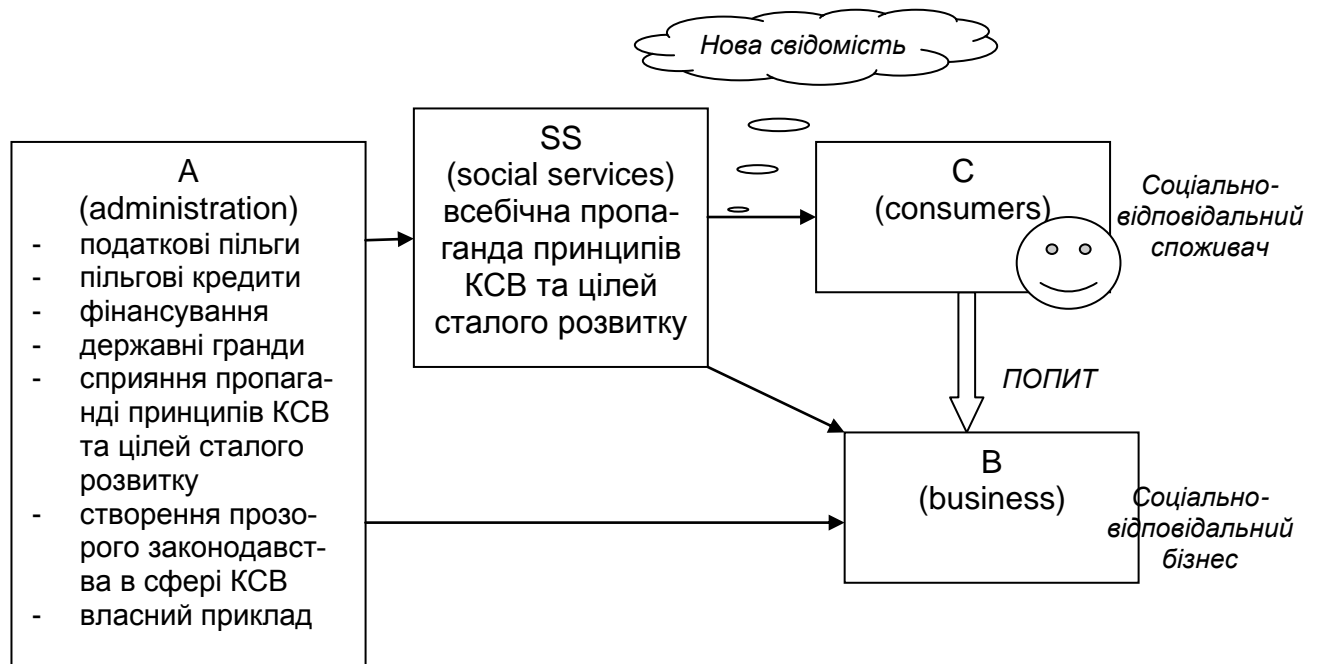 Нова свідомість
A
(administration)
- податкові пільги
- пільгові кредити
- фінансування
- державні гранди
- сприяння пропага-
нді принципів КСВ
та цілей сталого
розвитку
- створення прозо-
рого законодавст-
ва в сфері КСВ
- власний приклад
SS
(social services)
всебічна пропа-
ганда принципів
КСВ та цілей
сталого розвитку
C
(consumers)
Соціально-
відповідальний
споживач
ПОПИТ
B
(business)
Соціально-
відповідальний
бізнес